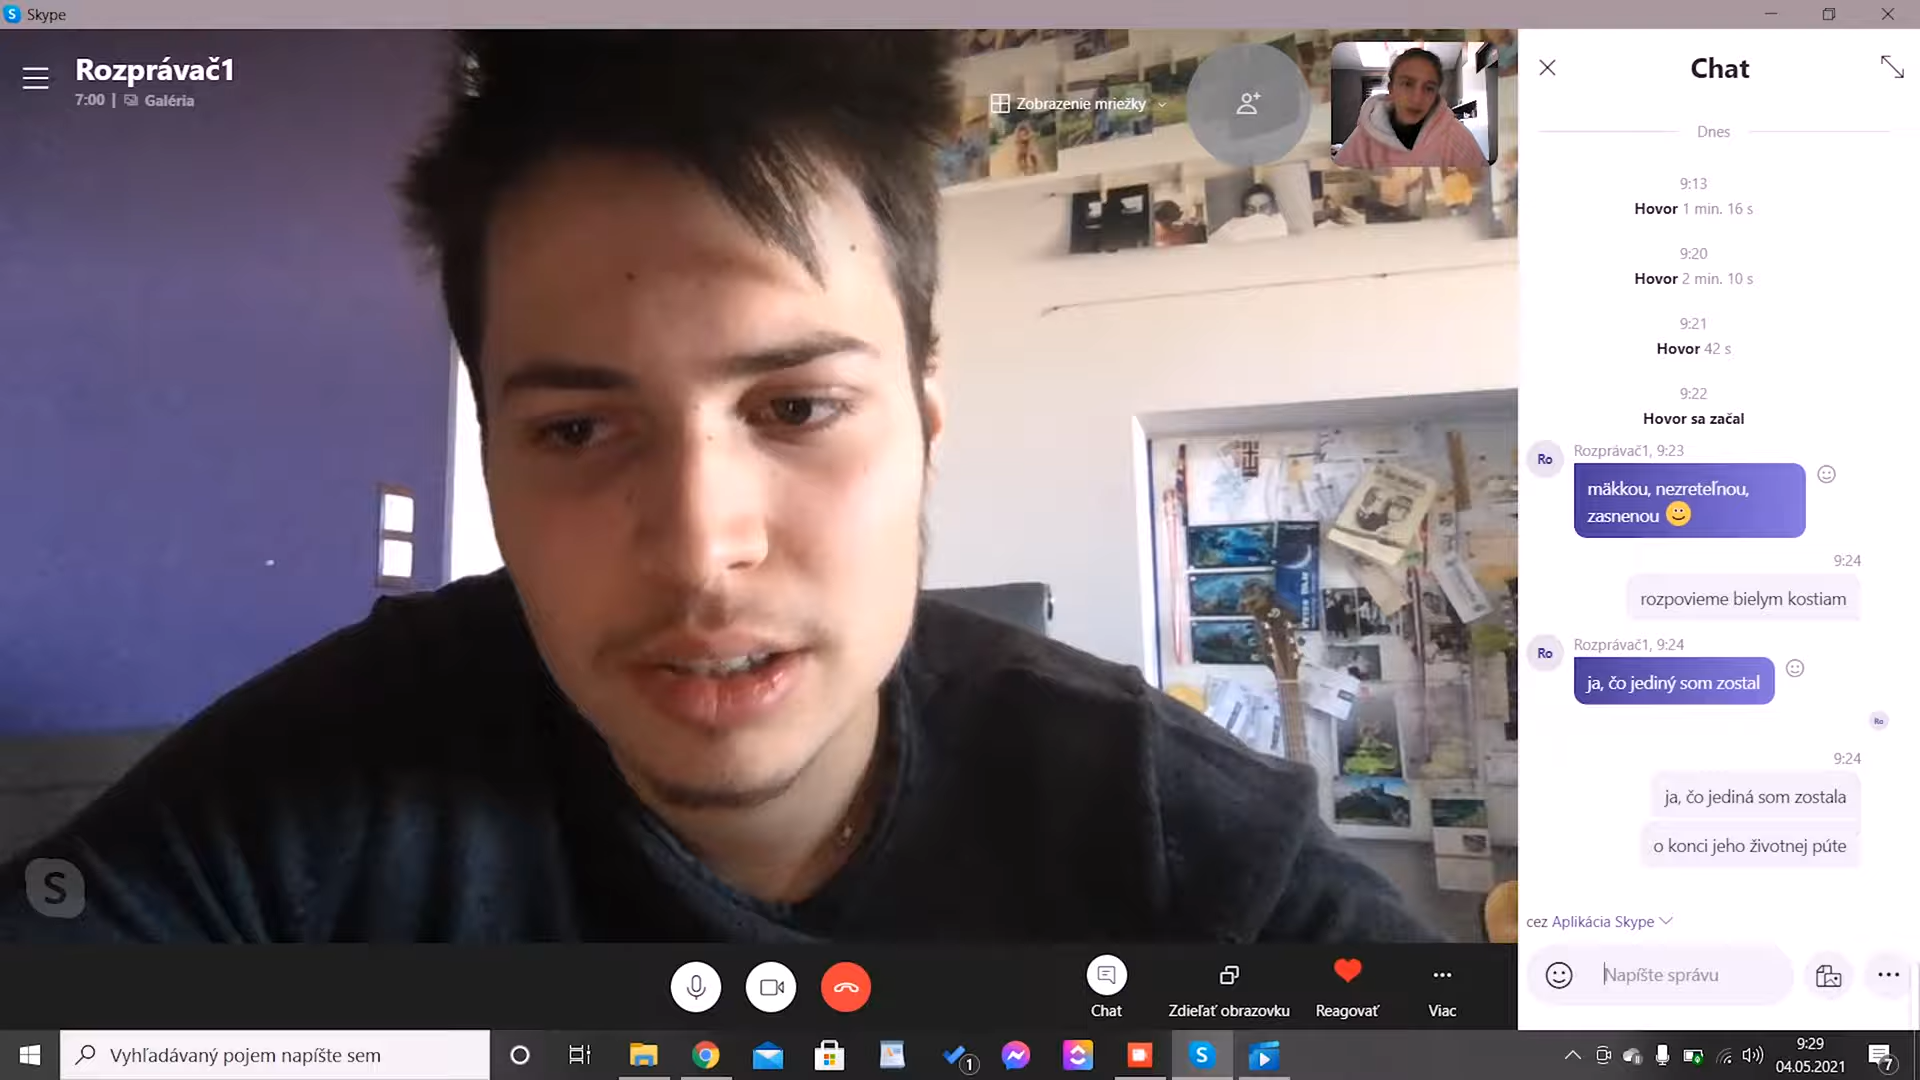 Skype
Rozprávač1
7:00 | Galéria
Zobrazenie mriežky
Chat
Dnes
9:13
Hovor 1 min. 16 s
9:20
Hovor 2 min. 10 s
9:21
Hovor 42 s
9:22
Hovor sa začal
Ro
Rozprávač1, 9:23
mäkkou, nezreteľnou,
zasnenou
9:24
rozpovieme bielym kostiam
Ro
Rozprávač1, 9:24
ja, čo jediný som zostal
Ro
9:24
ja, čo jediná som zostala
o konci jeho životnej púte
cez Aplikácia Skype
Napíšte správu
Chat
Zdieľať obrazovku
Reagovať
Viac
Vyhľadávaný pojem napíšte sem
1
9:29
04.05.2021
7